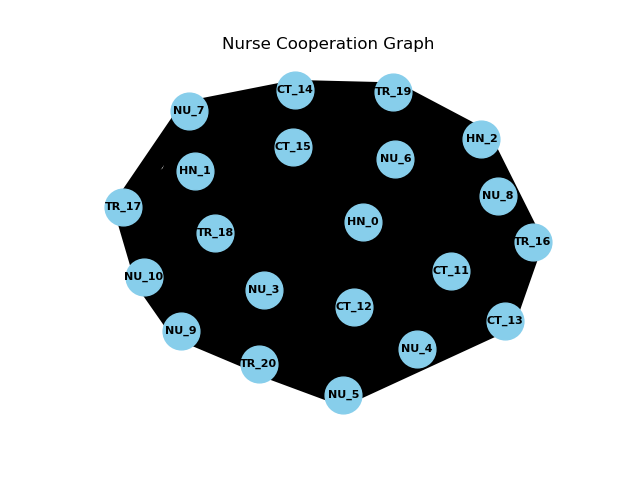 Nurse Cooperation Graph
CT_14
TR_19
NU_7
HN_2
CT_15
NU_6
HN_1
NU_8
TR_17
HN_0
TR_18
TR_16
CT_11
NU_10
NU_3
CT_12
CT_13
NU_9
NU_4
TR_20
NU_5